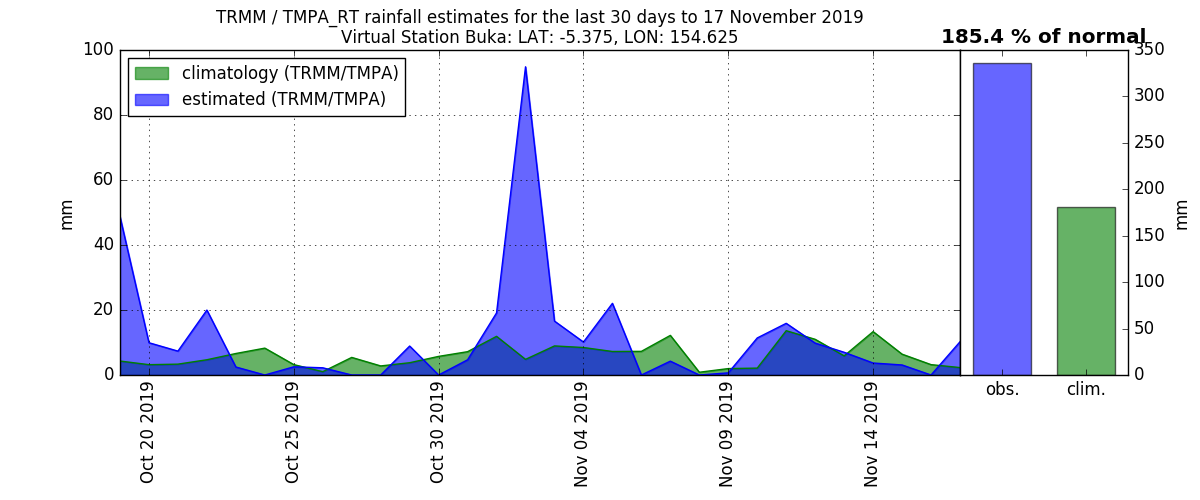 TRMM / TMPA_RT rainfall estimates for the last 30 days to 17 November 2019
Virtual Station Buka: LAT: -5.375, LON: 154.625
185.4 % of normal
climatology (TRMM/TMPA)
estimated (TRMM/TMPA)
mm
100
80
60
40
20
0
Oct 20 2019
Oct 25 2019
Oct 30 2019
Nov 04 2019
Nov 09 2019
Nov 14 2019
350
300
250
200
150
100
50
0
mm
obs.
clim.